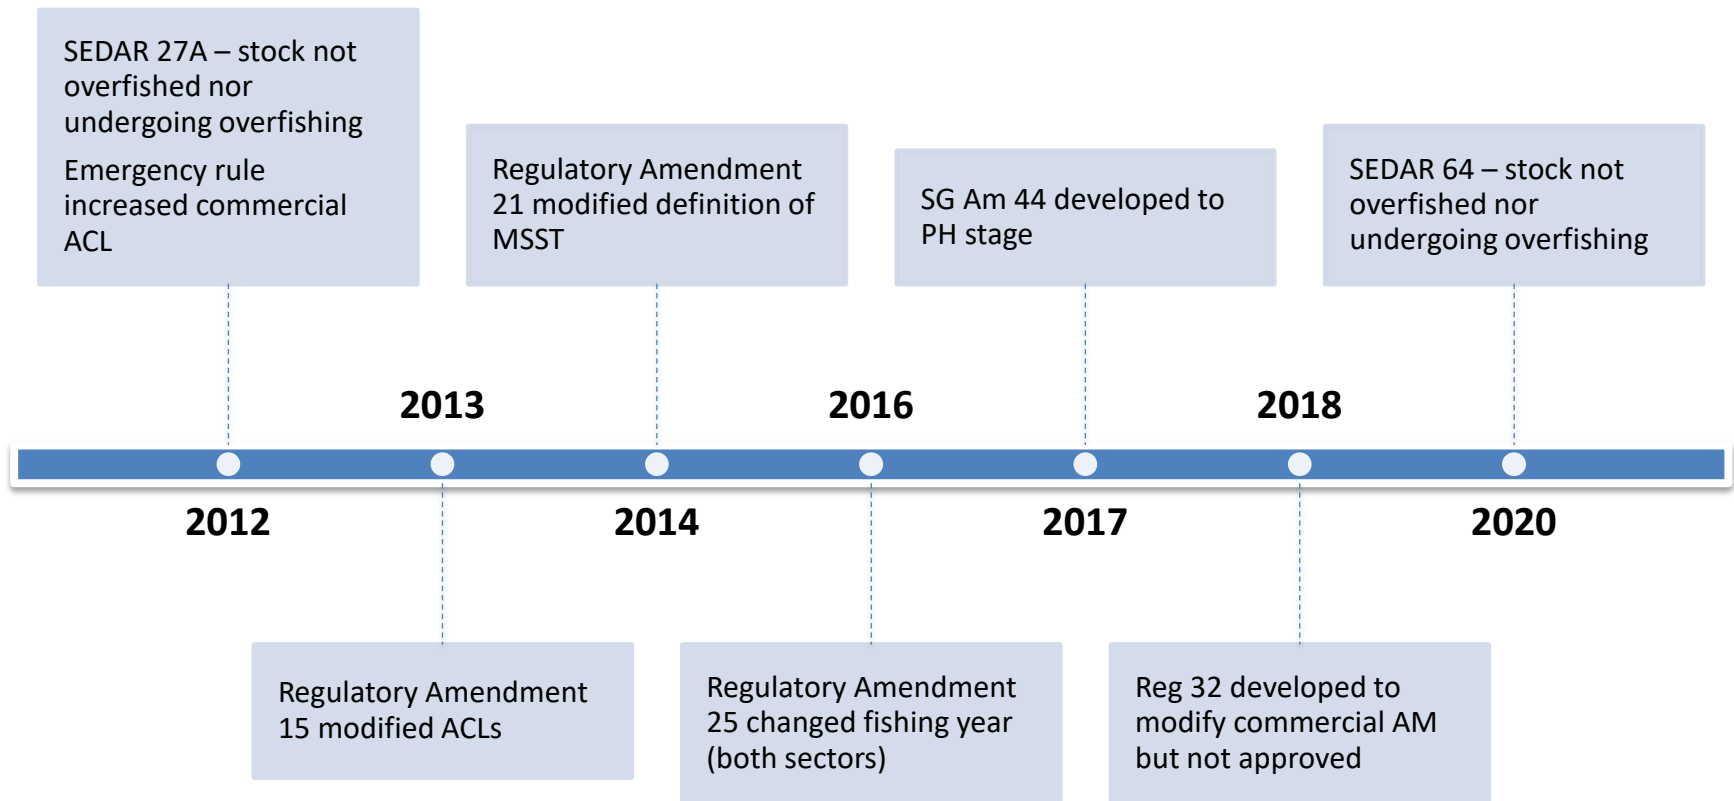 SEDAR 27A – stock not
overfished nor
undergoing overfishing
Emergency rule
increased commercial
ACL
2012
2013
Regulatory Amendment
15 modified ACLs
Regulatory Amendment
21 modified definition of
MSST
2014
2016
Regulatory Amendment
25 changed fishing year
(both sectors)
SG Am 44 developed to
PH stage
2017
2018
Reg 32 developed to
modify commercial AM
but not approved
SEDAR 64 – stock not
overfished nor
undergoing overfishing
2020